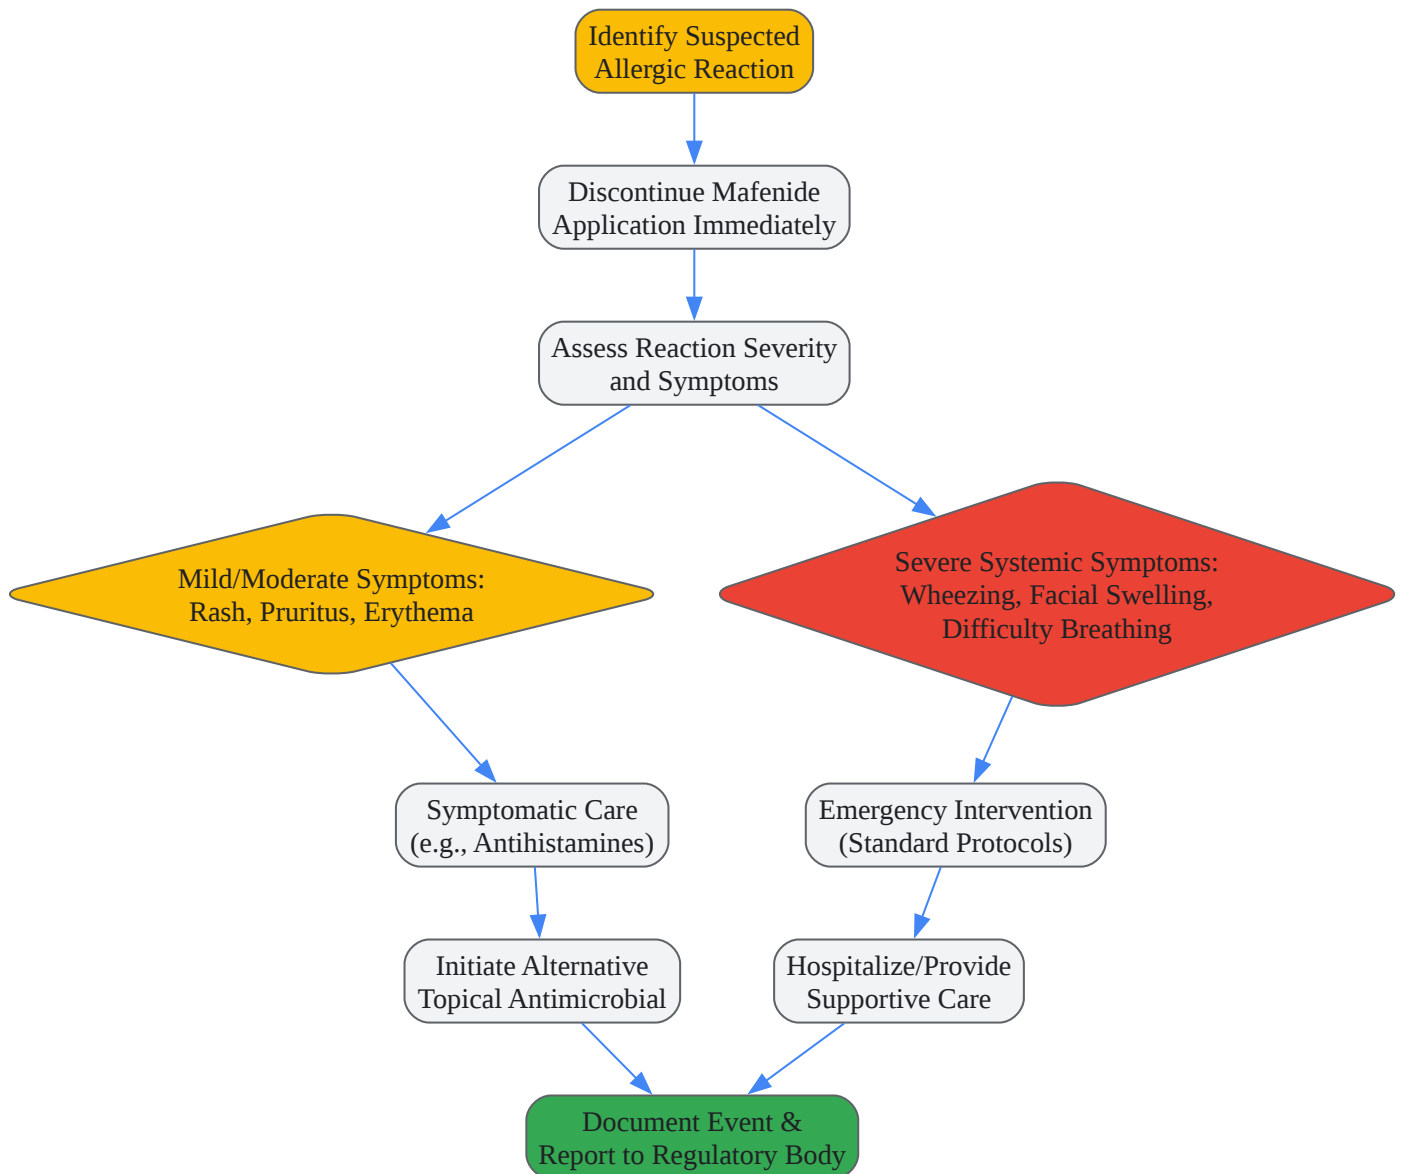 Identify Suspected
Allergic Reaction
Discontinue Mafenide
Application Immediately
Assess Reaction Severity
and Symptoms
Mild/Moderate Symptoms:
Rash, Pruritus, Erythema
Severe Systemic Symptoms:
Wheezing, Facial Swelling,
Difficulty Breathing
Symptomatic Care
(e.g., Antihistamines)
Emergency Intervention
(Standard Protocols)
Initiate Alternative
Topical Antimicrobial
Hospitalize/Provide
Supportive Care
Document Event &
Report to Regulatory Body